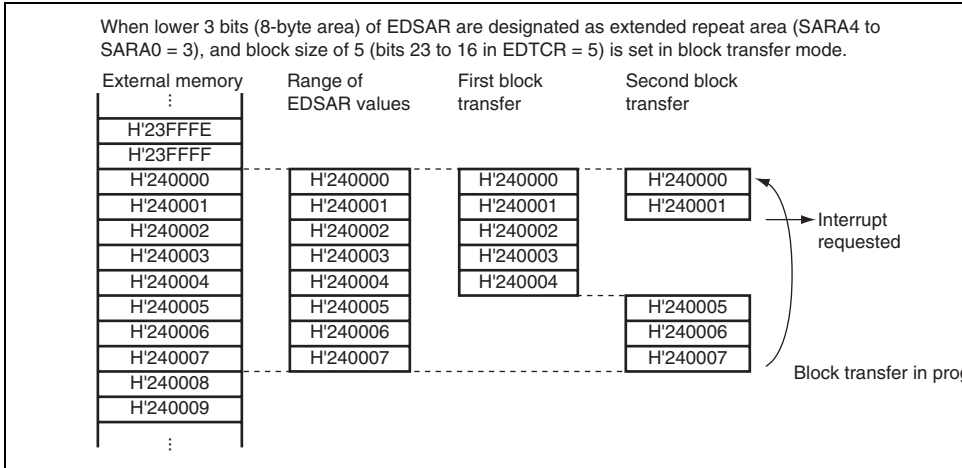 When lower 3 bits (8-byte area) of EDSAR are designated as extended repeat area (SARA4 to
SARA0 = 3), and block size of 5 (bits 23 to 16 in EDTCR = 5) is set in block transfer mode.
External memory
⋮
H'23FFFE
H'23FFFF
H'240000
H'240001
H'240002
H'240003
H'240004
H'240005
H'240006
H'240007
H'240008
H'240009
⋮
Range of
EDSAR values
H'240000
H'240001
H'240002
H'240003
H'240004
H'240005
H'240006
H'240007
First block
transfer
H'240000
H'240001
H'240002
H'240003
H'240004
Second block
transfer
H'240000
H'240001
H'240005
H'240006
H'240007
Interrupt
requested
Block transfer in